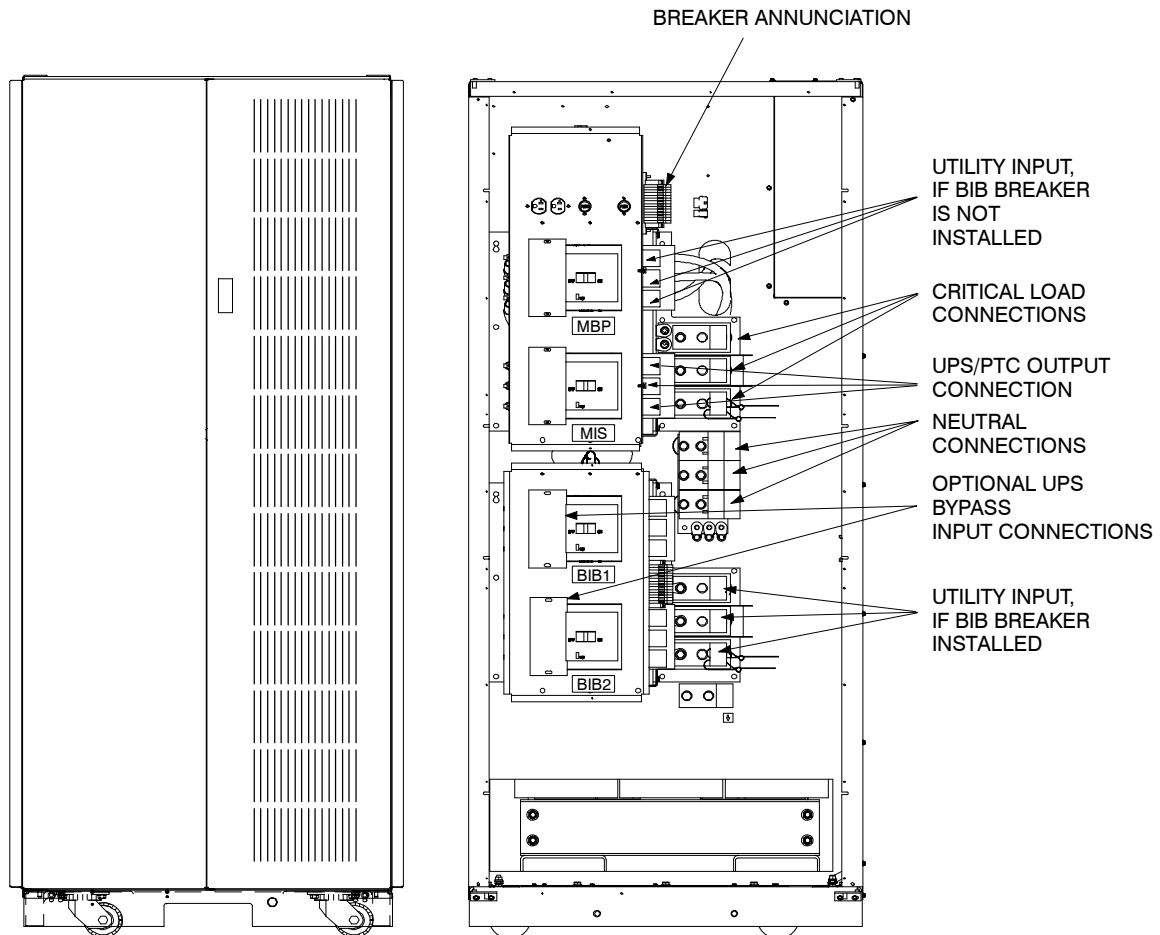 BREAKER ANNUNCIATION
UTILITY INPUT,
IF BIB BREAKER
IS NOT
INSTALLED
CRITICAL LOAD
CONNECTIONS
UPS/PTC OUTPUT
CONNECTION
NEUTRAL
CONNECTIONS
OPTIONAL UPS
BYPASS
INPUT CONNECTIONS
UTILITY INPUT,
IF BIB BREAKER
INSTALLED
MBP
MIS
BIB1
BIB2